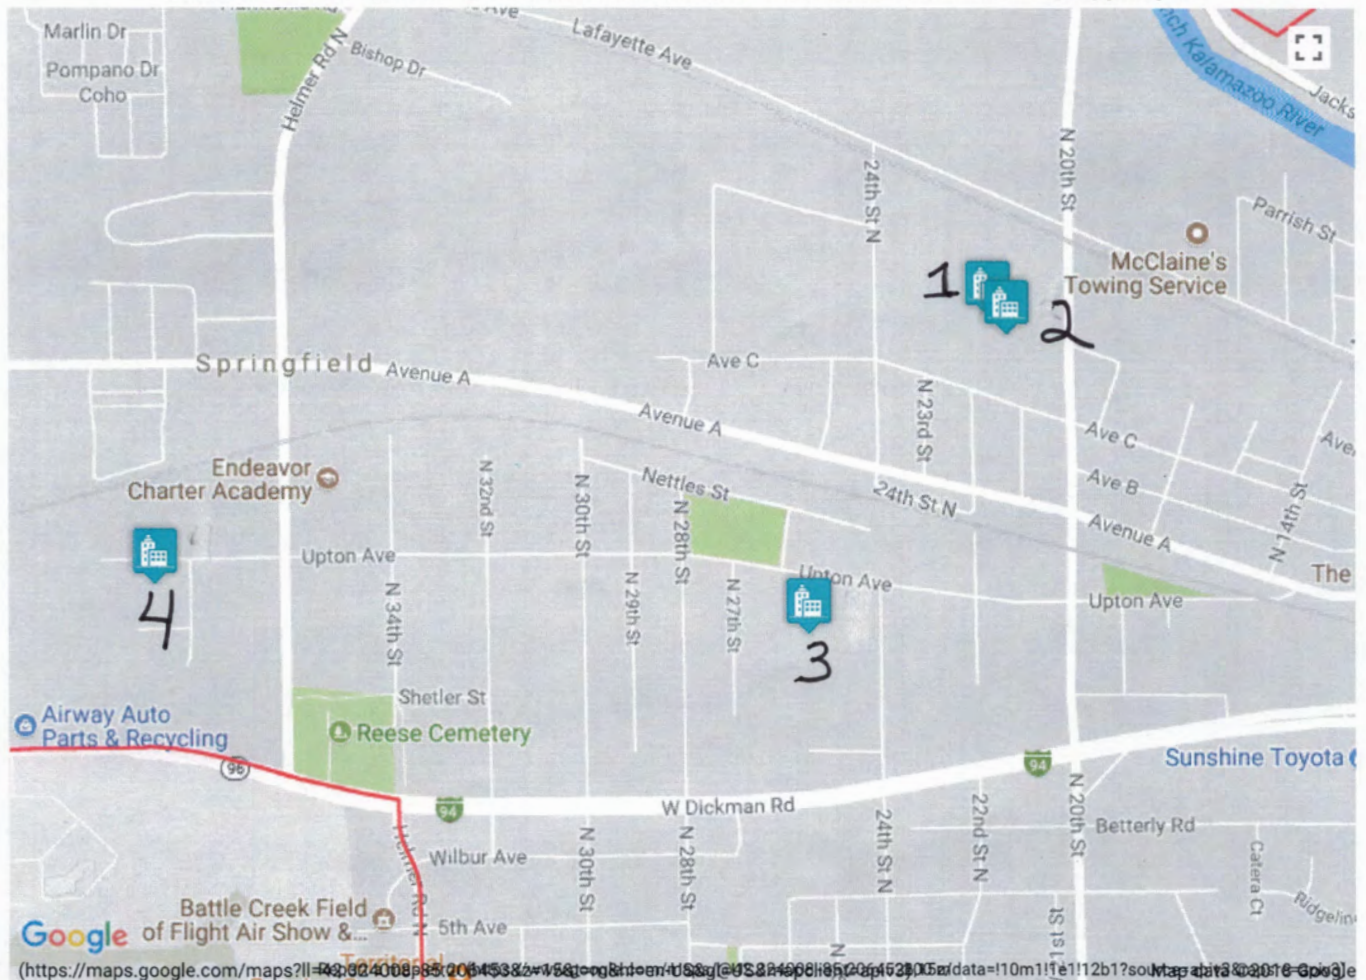 Marlin Dr
Pompano Dr
Coho
Helmer Rd N
Bishop Dr
Ave
Lafayette Ave
24th St N
N 20th St
Kalamazoo River
Parrish St
McClaine's
Towing Service
1
2
Springfield
Avenue A
Ave C
Avenue A
N 23rd St
Ave C
Ave B
Avenue A
N 14th St
Endeavor
Charter Academy
N 32nd St
N 30th St
Nettles St
N 28th St
24th St N
Upton Ave
N 34th St
N 29th St
N 27th St
Upton Ave
Upton Ave
The
4
3
Shetler St
Reese Cemetery
Airway Auto
Parts & Recycling
96
94
W Dickman Rd
94
Sunshine Toyota
N 20th St
Betterly Rd
Wilbur Ave
N 30th St
N 28th St
24th St N
22nd St N
Catera Ct
Helmer Rd N
Battle Creek Field
of Flight Air Show &...
5th Ave
Google
N